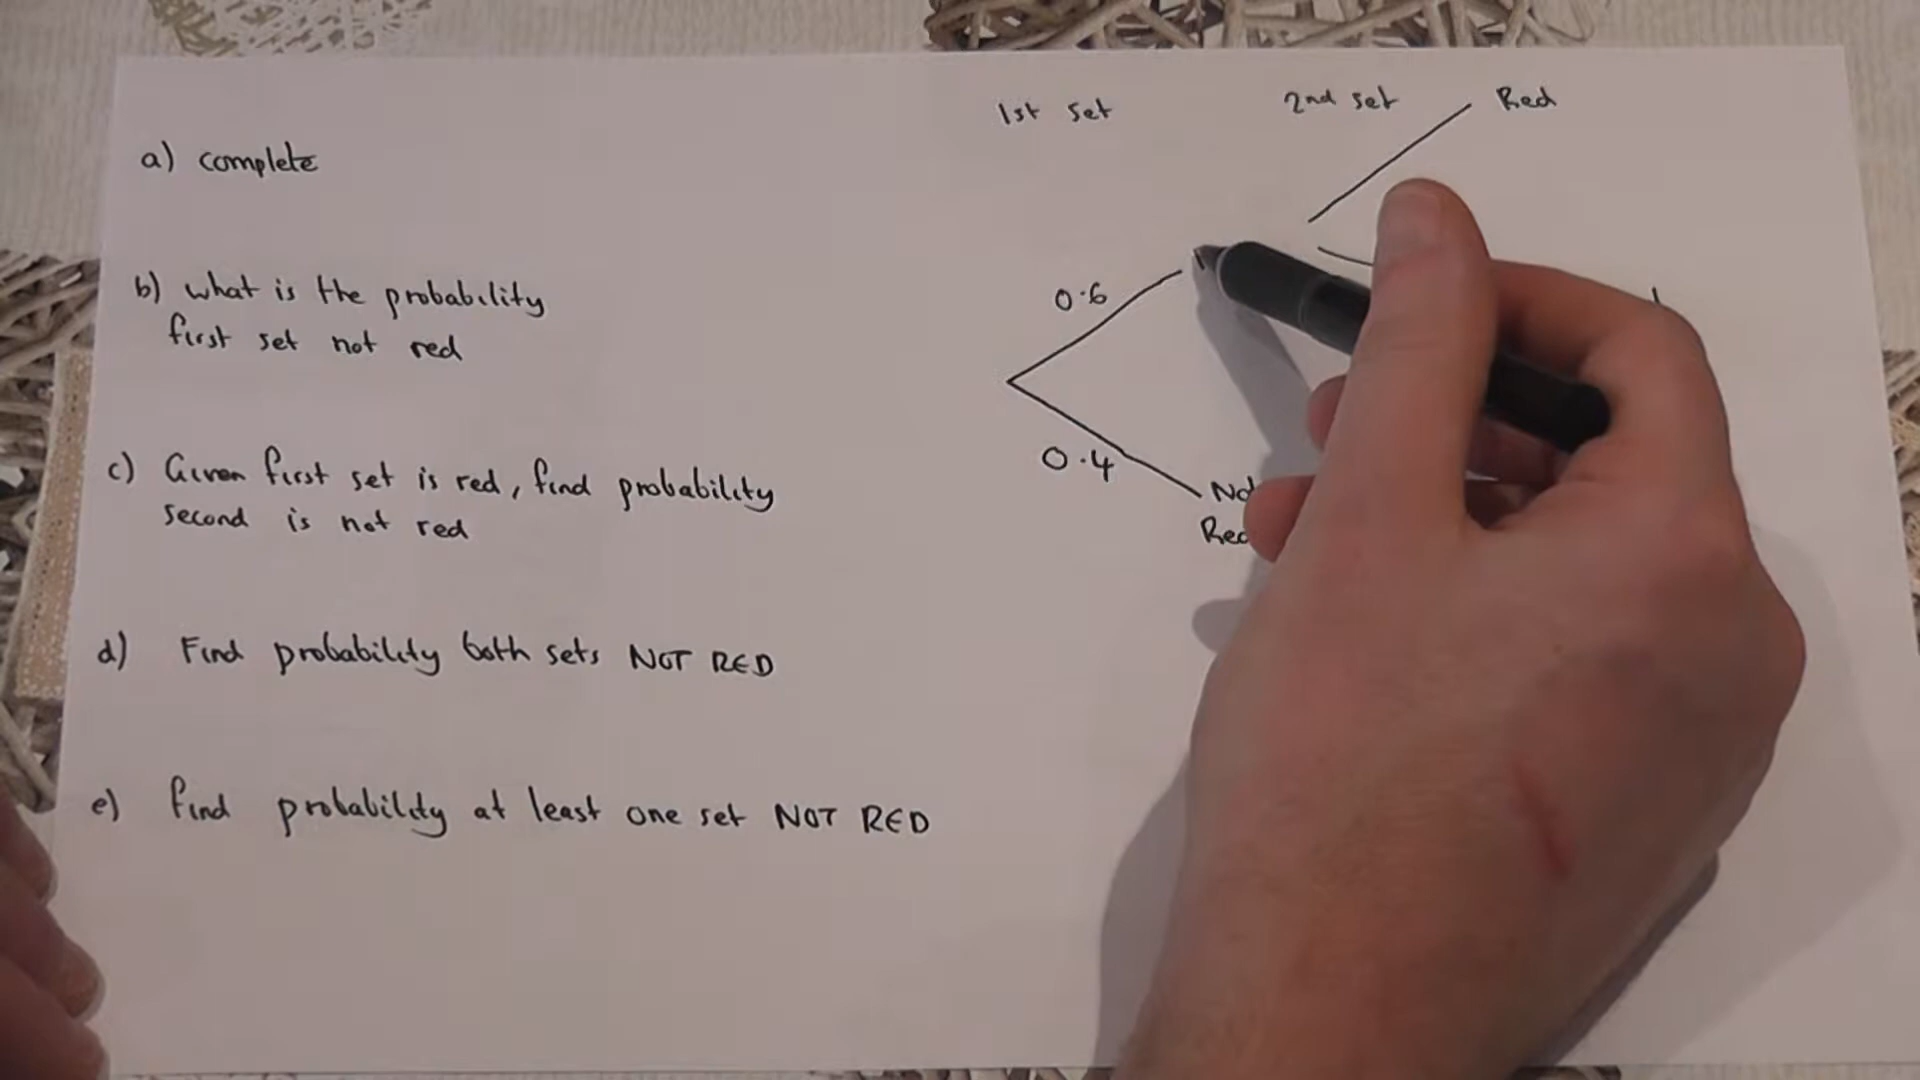 a) complete
b) what is the probability
first set not red
c) Given first set is red, find probability
second is not red
d) Find probability both sets NOT RED
e) find probability at least one set NOT RED
1st set
2nd set
Red
0.6
0.4